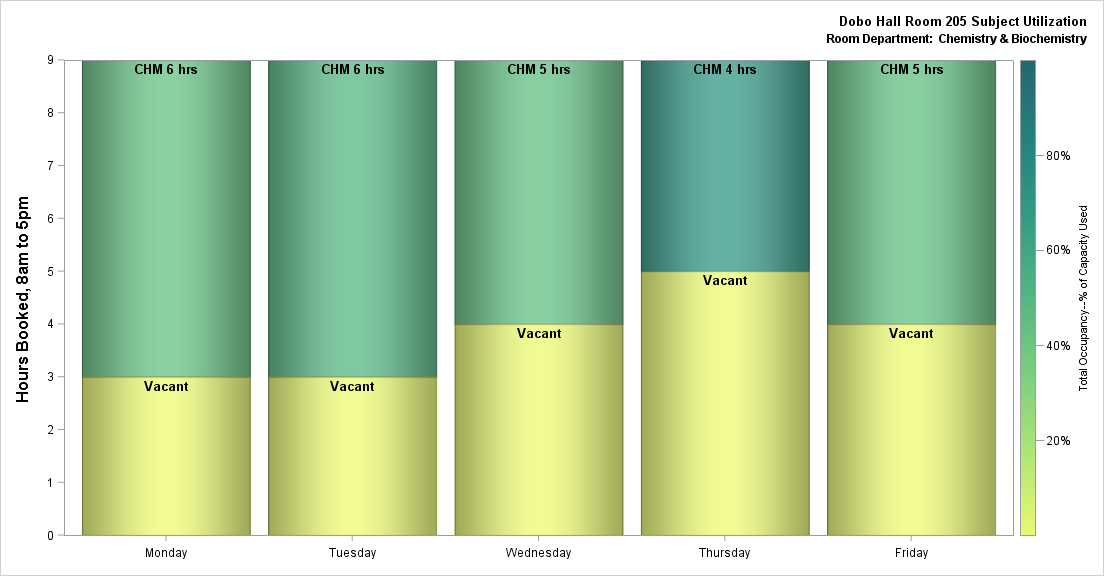 Dobo Hall Room 205 Subject Utilization
Room Department: Chemistry & Biochemistry
Hours Booked, 8am to 5pm
9
8
7
6
5
4
3
2
1
0
CHM 6 hrs
CHM 6 hrs
CHM 5 hrs
CHM 4 hrs
CHM 5 hrs
Vacant
Vacant
Vacant
Vacant
Vacant
Monday
Tuesday
Wednesday
Thursday
Friday
80%
60%
40%
20%
Total Occupancy--% of Capacity Used